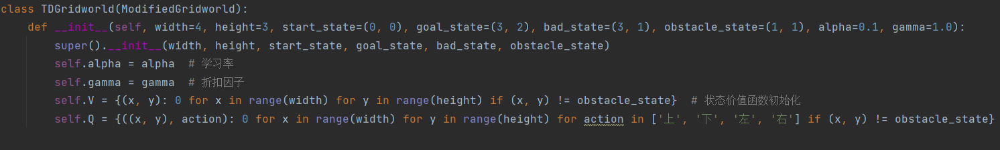 class TDGridworld(ModifiedGridworld):
    def __init__(self, width=4, height=3, start_state=(0, 0), goal_state=(3, 2), bad_state=(3, 1), obstacle_state=(1, 1), alpha=0.1, gamma=1.0):
        super().__init__(width, height, start_state, goal_state, bad_state, obstacle_state)
        self.alpha = alpha  # 学习率
        self.gamma = gamma  # 折扣因子
        self.V = {(x, y): 0 for x in range(width) for y in range(height) if (x, y) != obstacle_state}  # 状态价值函数初始化
        self.Q = {((x, y), action): 0 for x in range(width) for y in range(height) for action in ['上', '下', '左', '右'] if (x, y) != obstacle_state}